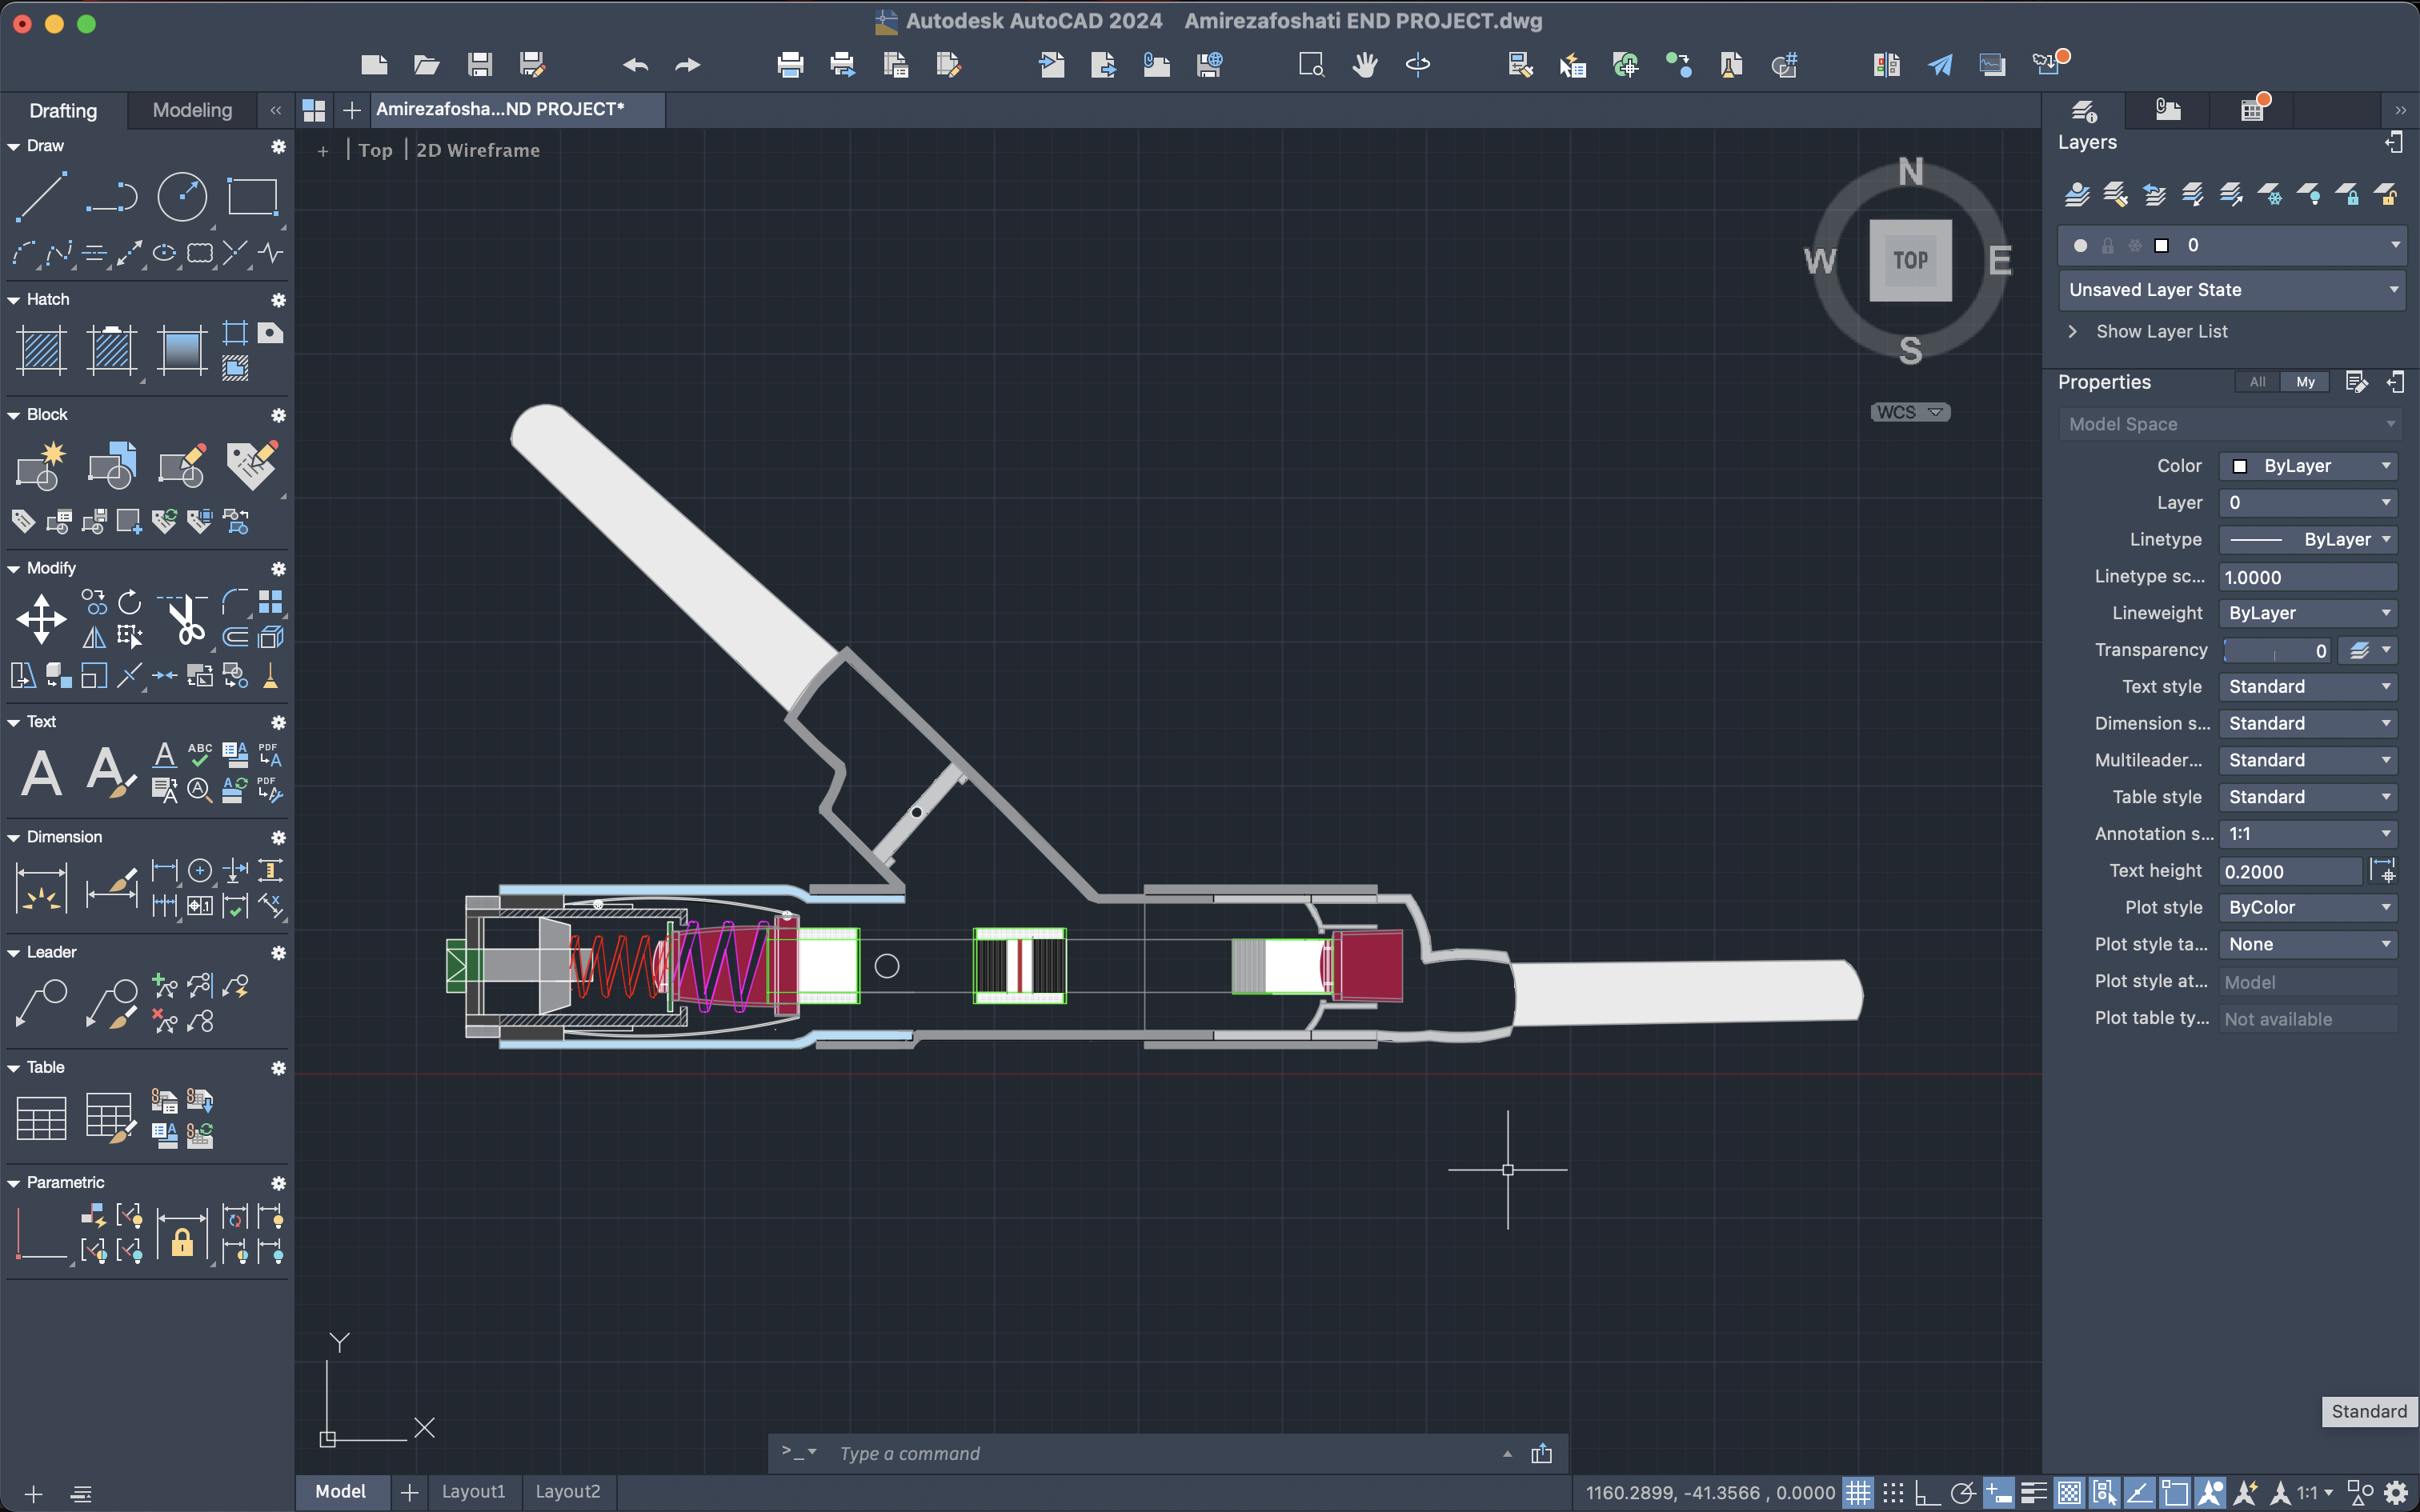 Autodesk AutoCAD 2024 Amirezafoshati END PROJECT.dwg
Drafting Modeling « Amirezafosha...ND PROJECT* »
Draw
Hatch
Block
Modify
Text
A A A ABC A PDF A
A A A PDF
Dimension
1
Leader
Table
A
Parametric
+ | Top | 2D Wireframe
N
W TOP E
S
WCS
Y
X
>_ Type a command
Model Layout1 Layout2
Layers
0
Unsaved Layer State
Show Layer List
Properties All My
Model Space
Color ByLayer
Layer 0
Linetype ByLayer
Linetype sc... 1.0000
Lineweight ByLayer
Transparency 0
Text style Standard
Dimension s... Standard
Multileader... Standard
Table style Standard
Annotation s... 1:1
Text height 0.2000
Plot style ByColor
Plot style ta... None
Plot style at... Model
Plot table ty... Not available
Standard
1160.2899, -41.3566 , 0.0000 1:1